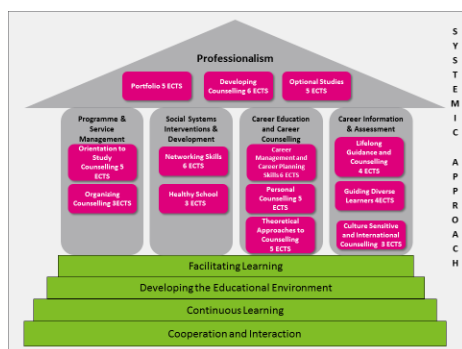 Professionalism
Portfolio 5 ECTS
Developing
Counselling 6 ECTS
Optional Studies
5 ECTS
Programme &
Service
Management
Orientation to
Study
Counselling 5
ECTS
Organizing
Counselling 3ECTS
Social Systems
Interventions &
Development
Networking Skills
6 ECTS
Healthy School
3 ECTS
Career Education
and Career
Counselling
Career
Management and
Career Planning
Skills 6 ECTS
Personal
Counselling 5
ECTS
Theoretical
Approaches to
Counselling
5 ECTS
Career Information
& Assessment
Lifelong
Guidance and
Counselling
4 ECTS
Guiding Diverse
Learners 4ECTS
Culture Sensitive
and International
Counselling 3 ECTS
Facilitating Learning
Developing the Educational Environment
Continuous Learning
Cooperation and Interaction
SYSTEMIC APPROACH